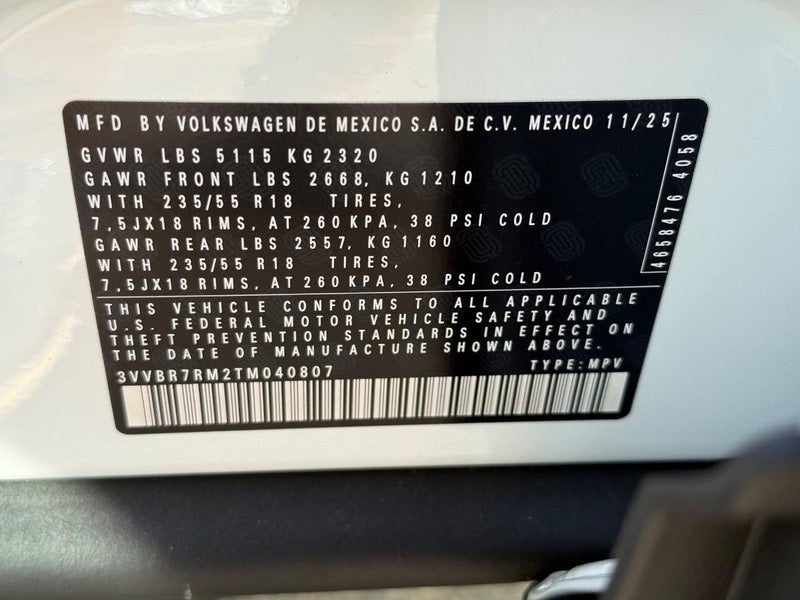 MFD BY VOLKSWAGEN DE MEXICO S.A. DE C.V. MEXICO 11/25
GVWR LBS 5115 KG 2320
GAWR FRONT LBS 2668, KG 1210
WITH 235/55 R18 TIRES,
7,5JX18 RIMS, AT 260 KPA, 38 PSI COLD
GAWR REAR LBS 2557, KG 1160
WITH 235/55 R18 TIRES,
7,5JX18 RIMS, AT 260 KPA, 38 PSI COLD
THIS VEHICLE CONFORMS TO ALL APPLICABLE
U.S. FEDERAL MOTOR VEHICLE SAFETY AND
THEFT PREVENTION STANDARDS IN EFFECT ON
THE DATE OF MANUFACTURE SHOWN ABOVE.
3VVBR7RM2TM040807 TYPE: MPV
4658476 4058